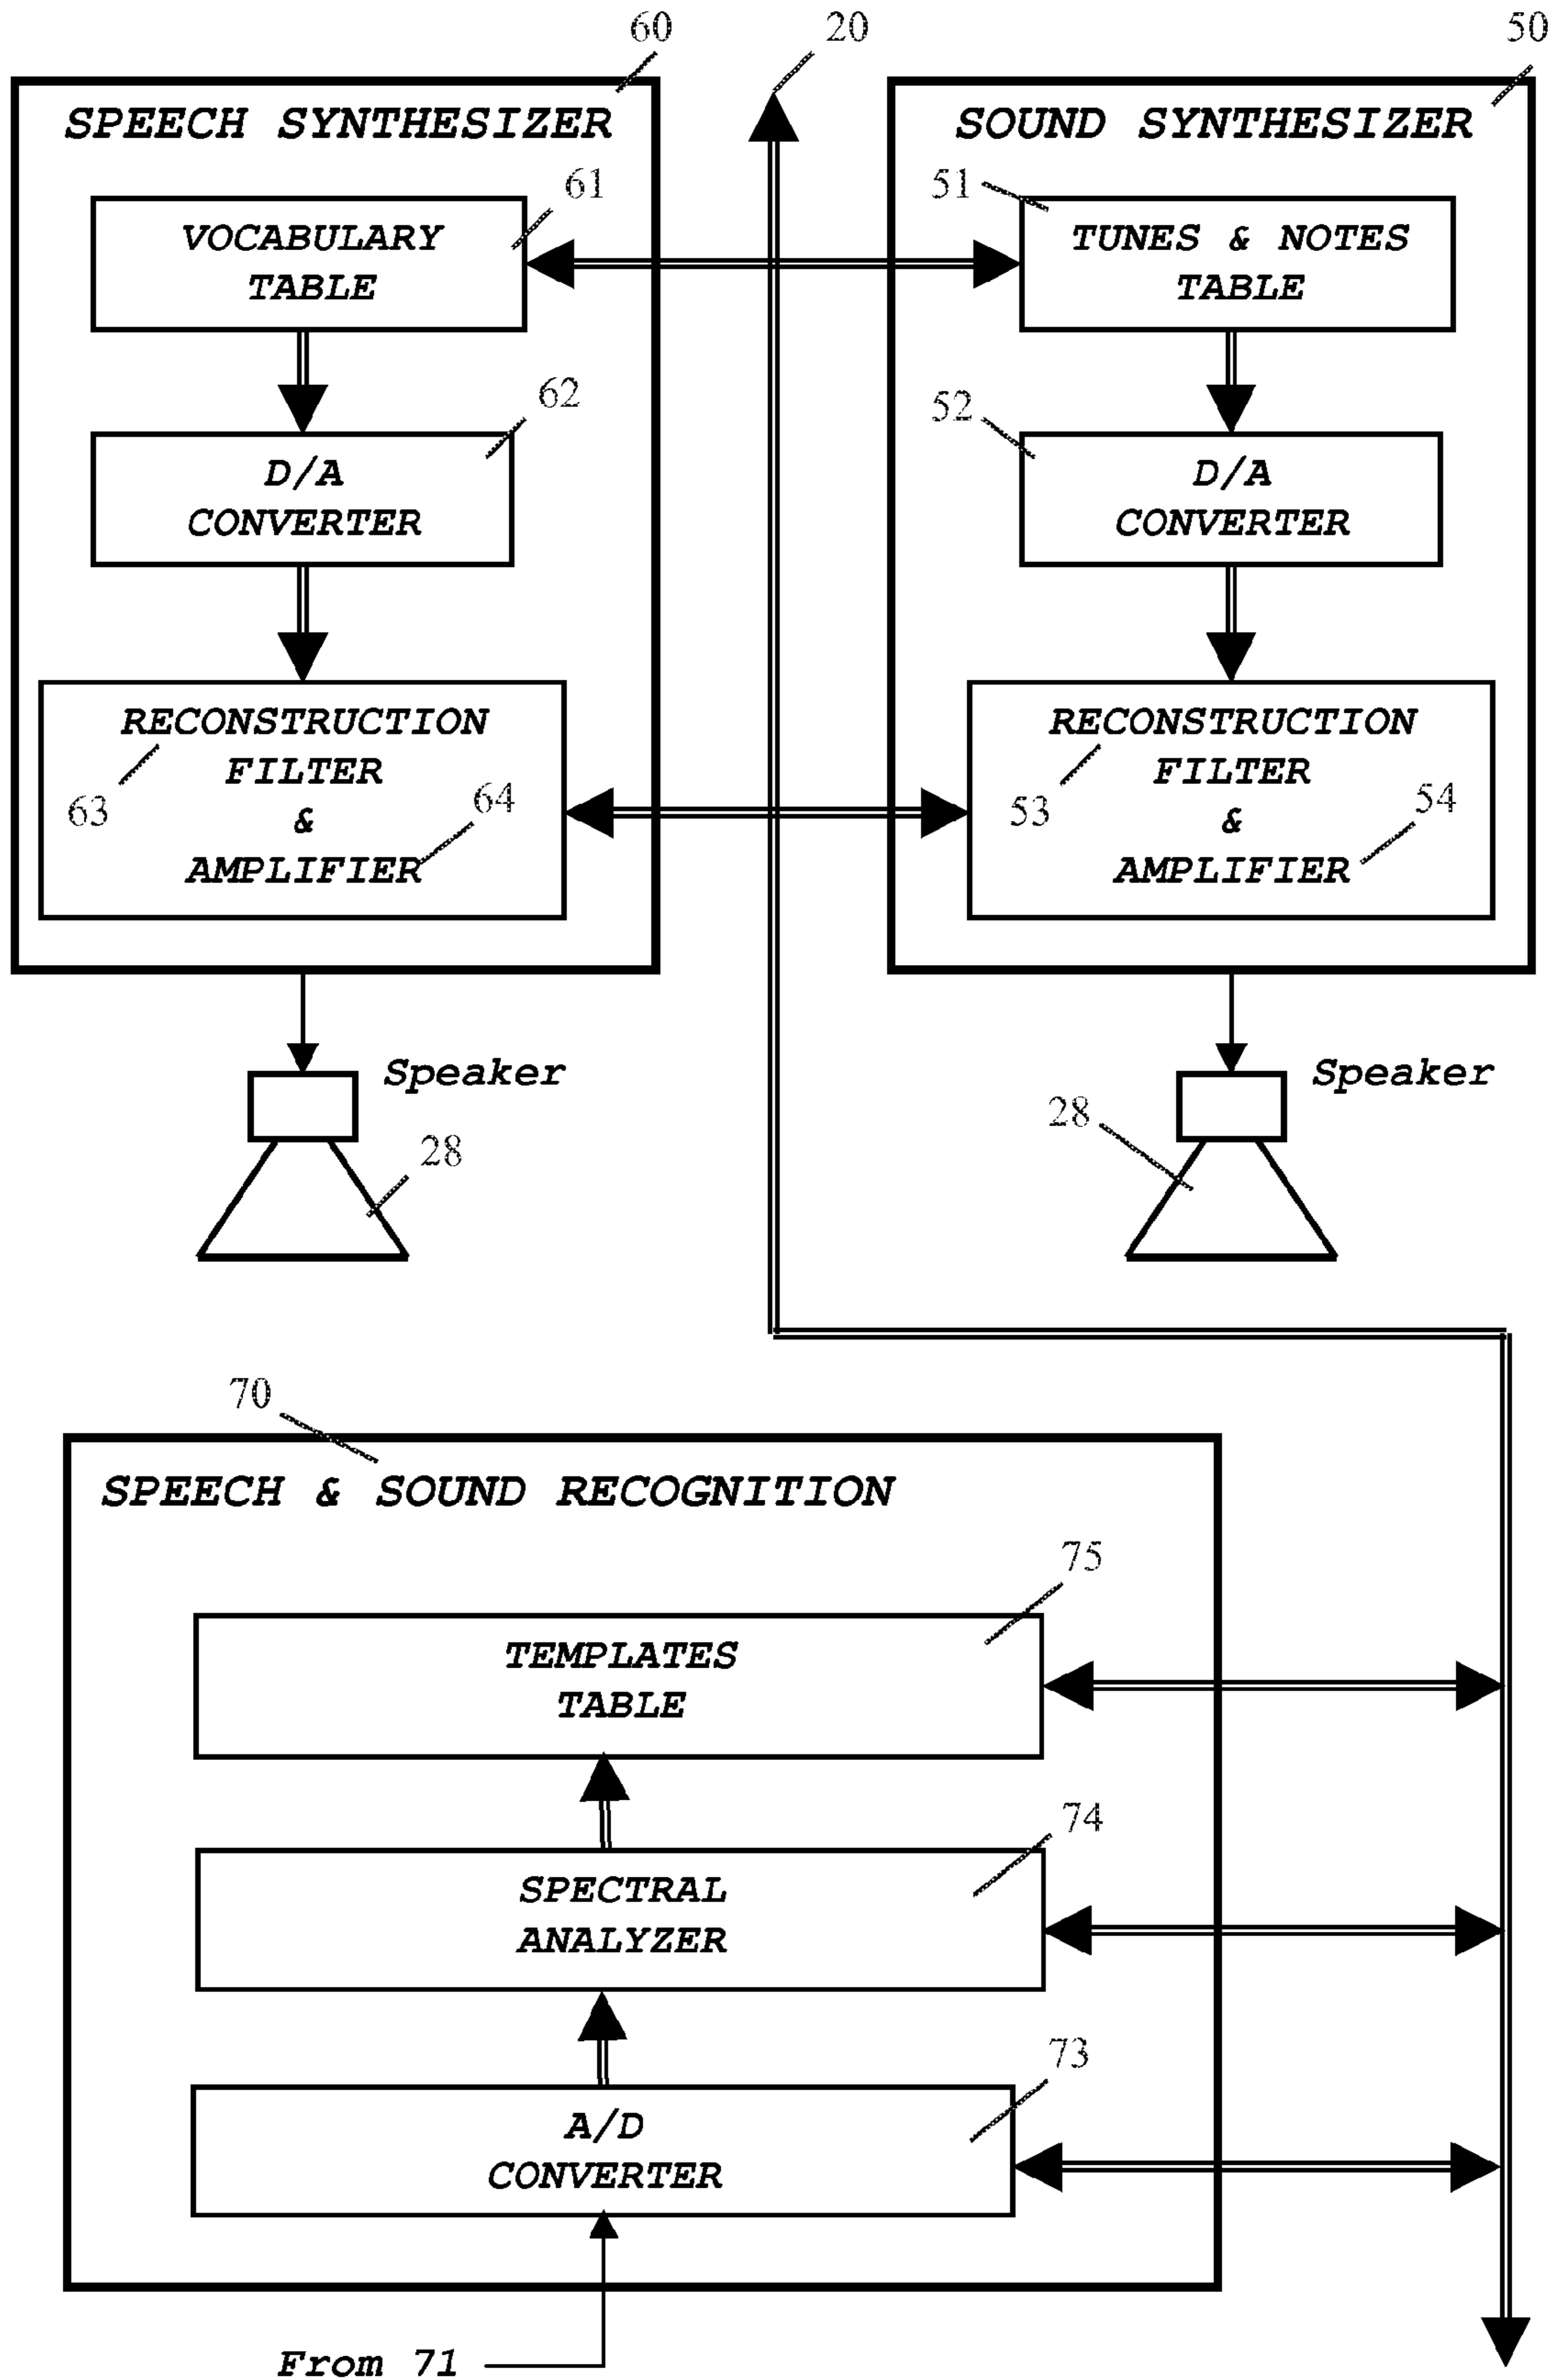 60
20
50
SPEECH SYNTHESIZER
SOUND SYNTHESIZER
61
51
VOCABULARY
TABLE
TUNES & NOTES
TABLE
62
52
D/A
CONVERTER
D/A
CONVERTER
RECONSTRUCTION
FILTER
&
AMPLIFIER
63
64
RECONSTRUCTION
FILTER
&
AMPLIFIER
53
54
Speaker
28
Speaker
28
70
SPEECH & SOUND RECOGNITION
75
TEMPLATES
TABLE
74
SPECTRAL
ANALYZER
73
A/D
CONVERTER
From 71